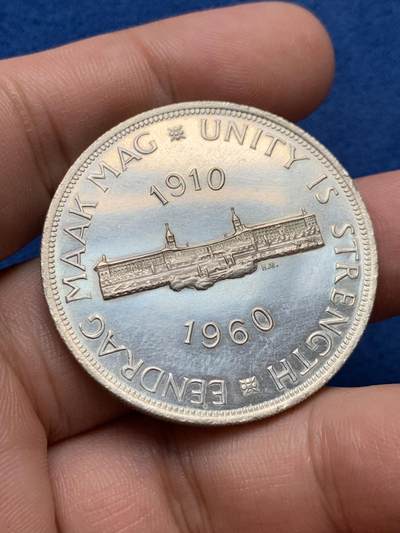 EENDRAG MAAK MAG
UNITY IS STRENGTH
1910
1960